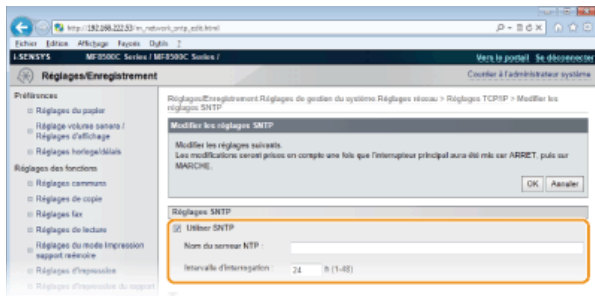 http://192.168.222.53/m_network_sntp_edit.html
Fichier Edition Affichage Favoris Outils ?
i-SENSYS MF8500C Series / MF8500C Series / Vers le portail Se déconnecter
Réglages/Enregistrement Courrier à l'administrateur système
Préférences
Réglages du papier
Réglage volume sonore /
Réglages d'affichage
Réglages horloge/délais
Réglages des fonctions
Réglages communs
Réglages de copie
Réglages fax
Réglages de lecture
Réglages du mode Impression
support mémoire
Réglages d'impression
Réglages d'impression du support
Réglages/Enregistrement:Réglages de gestion du système:Réglages réseau > Réglages TCP/IP > Modifier les
réglages SNTP
Modifier les réglages SNTP
Modifier les réglages suivants.
Les modifications seront prises en compte une fois que l'interrupteur principal aura été mis sur ARRET, puis sur
MARCHE.
OK Annuler
Réglages SNTP
Utiliser SNTP
Nom du serveur NTP :
Intervalle d'interrogation : 24 h (1-48)